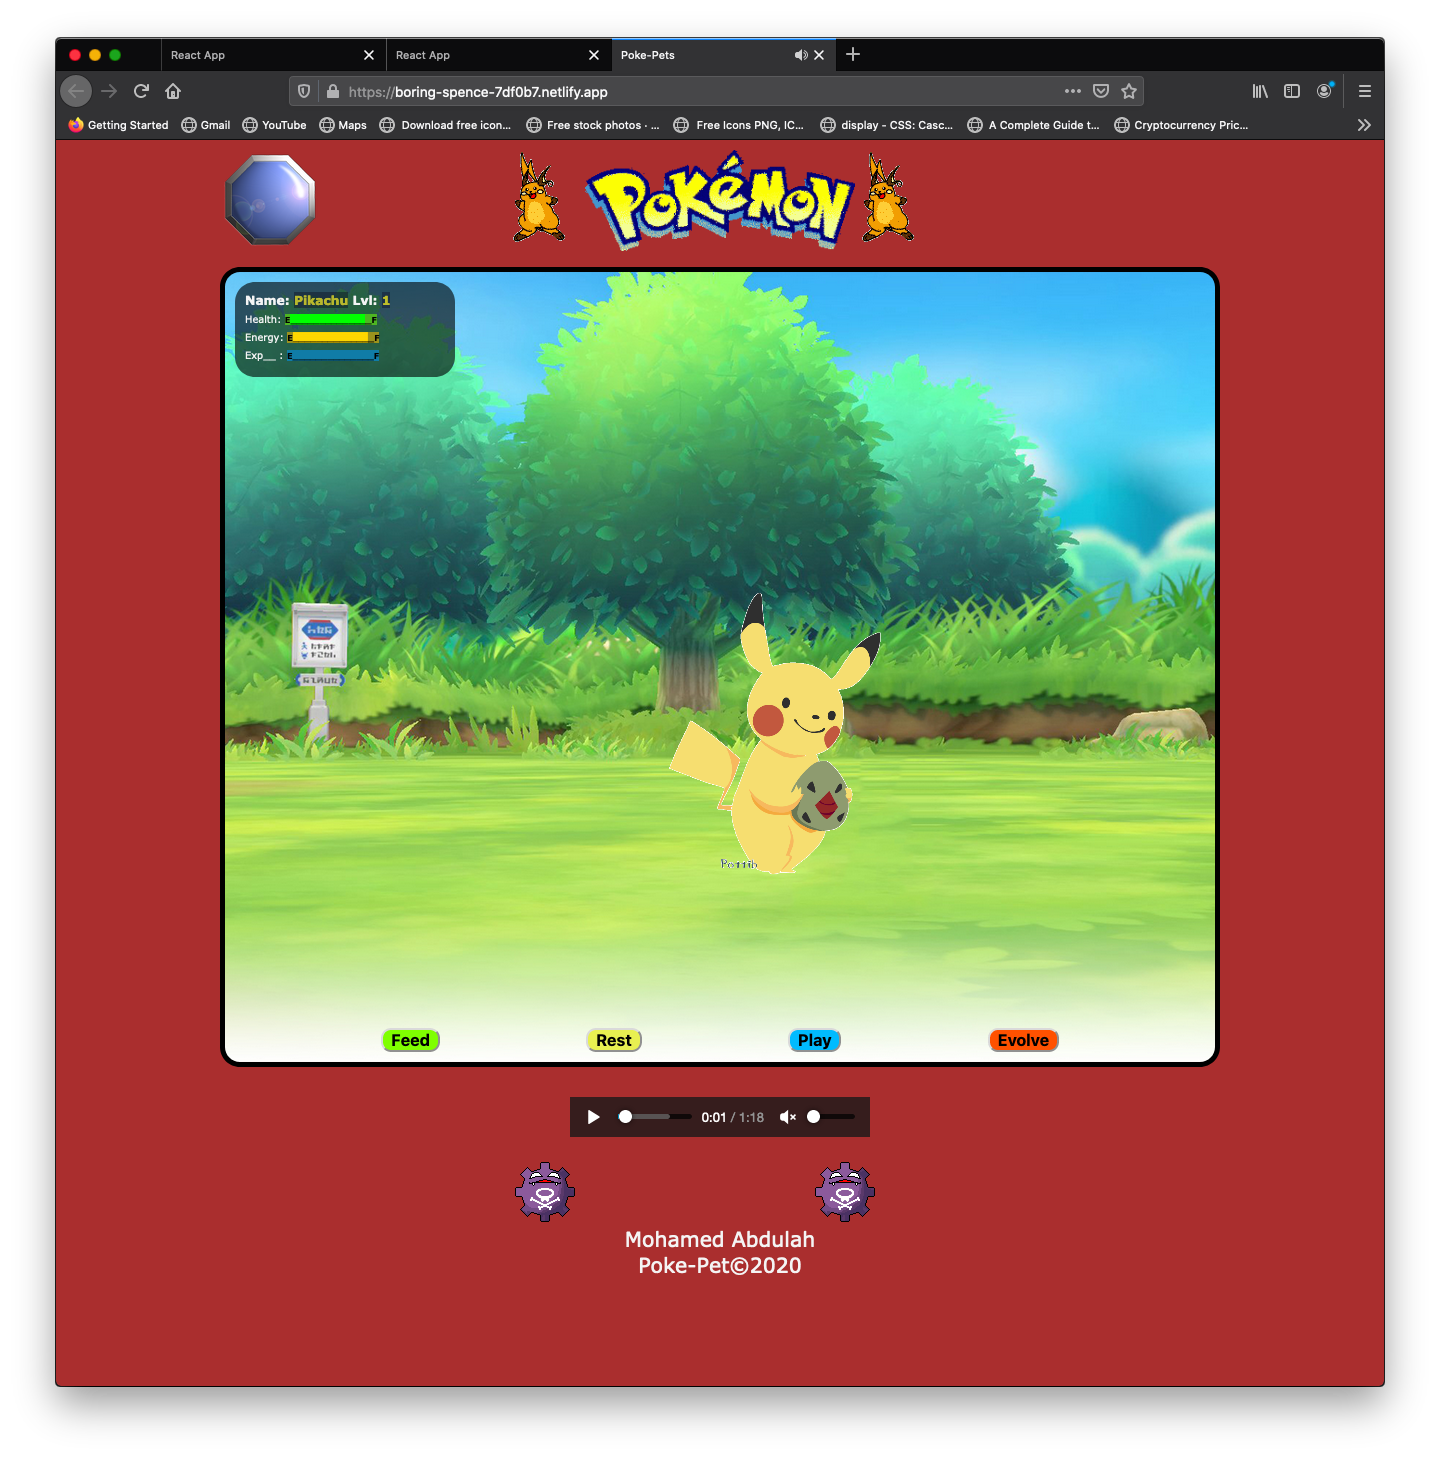 React App
React App
Poke-Pets
https://boring-spence-7df0b7.netlify.app
Getting Started Gmail YouTube Maps Download free icon... Free stock photos · ... Free Icons PNG, IC... display - CSS: Casc... A Complete Guide t... Cryptocurrency Pric...
POKéMON
Name: Pikachu Lvl: 1
Health: E F
Energy: E F
Exp__ : E F
Feed
Rest
Play
Evolve
0:01 / 1:18
Mohamed Abdulah
Poke-Pet©2020